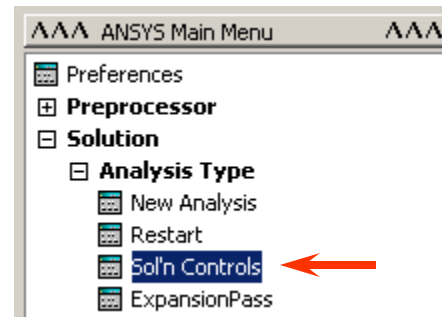 ANSYS Main Menu
Preferences
Preprocessor
Solution
Analysis Type
New Analysis
Restart
Sol'n Controls
ExpansionPass